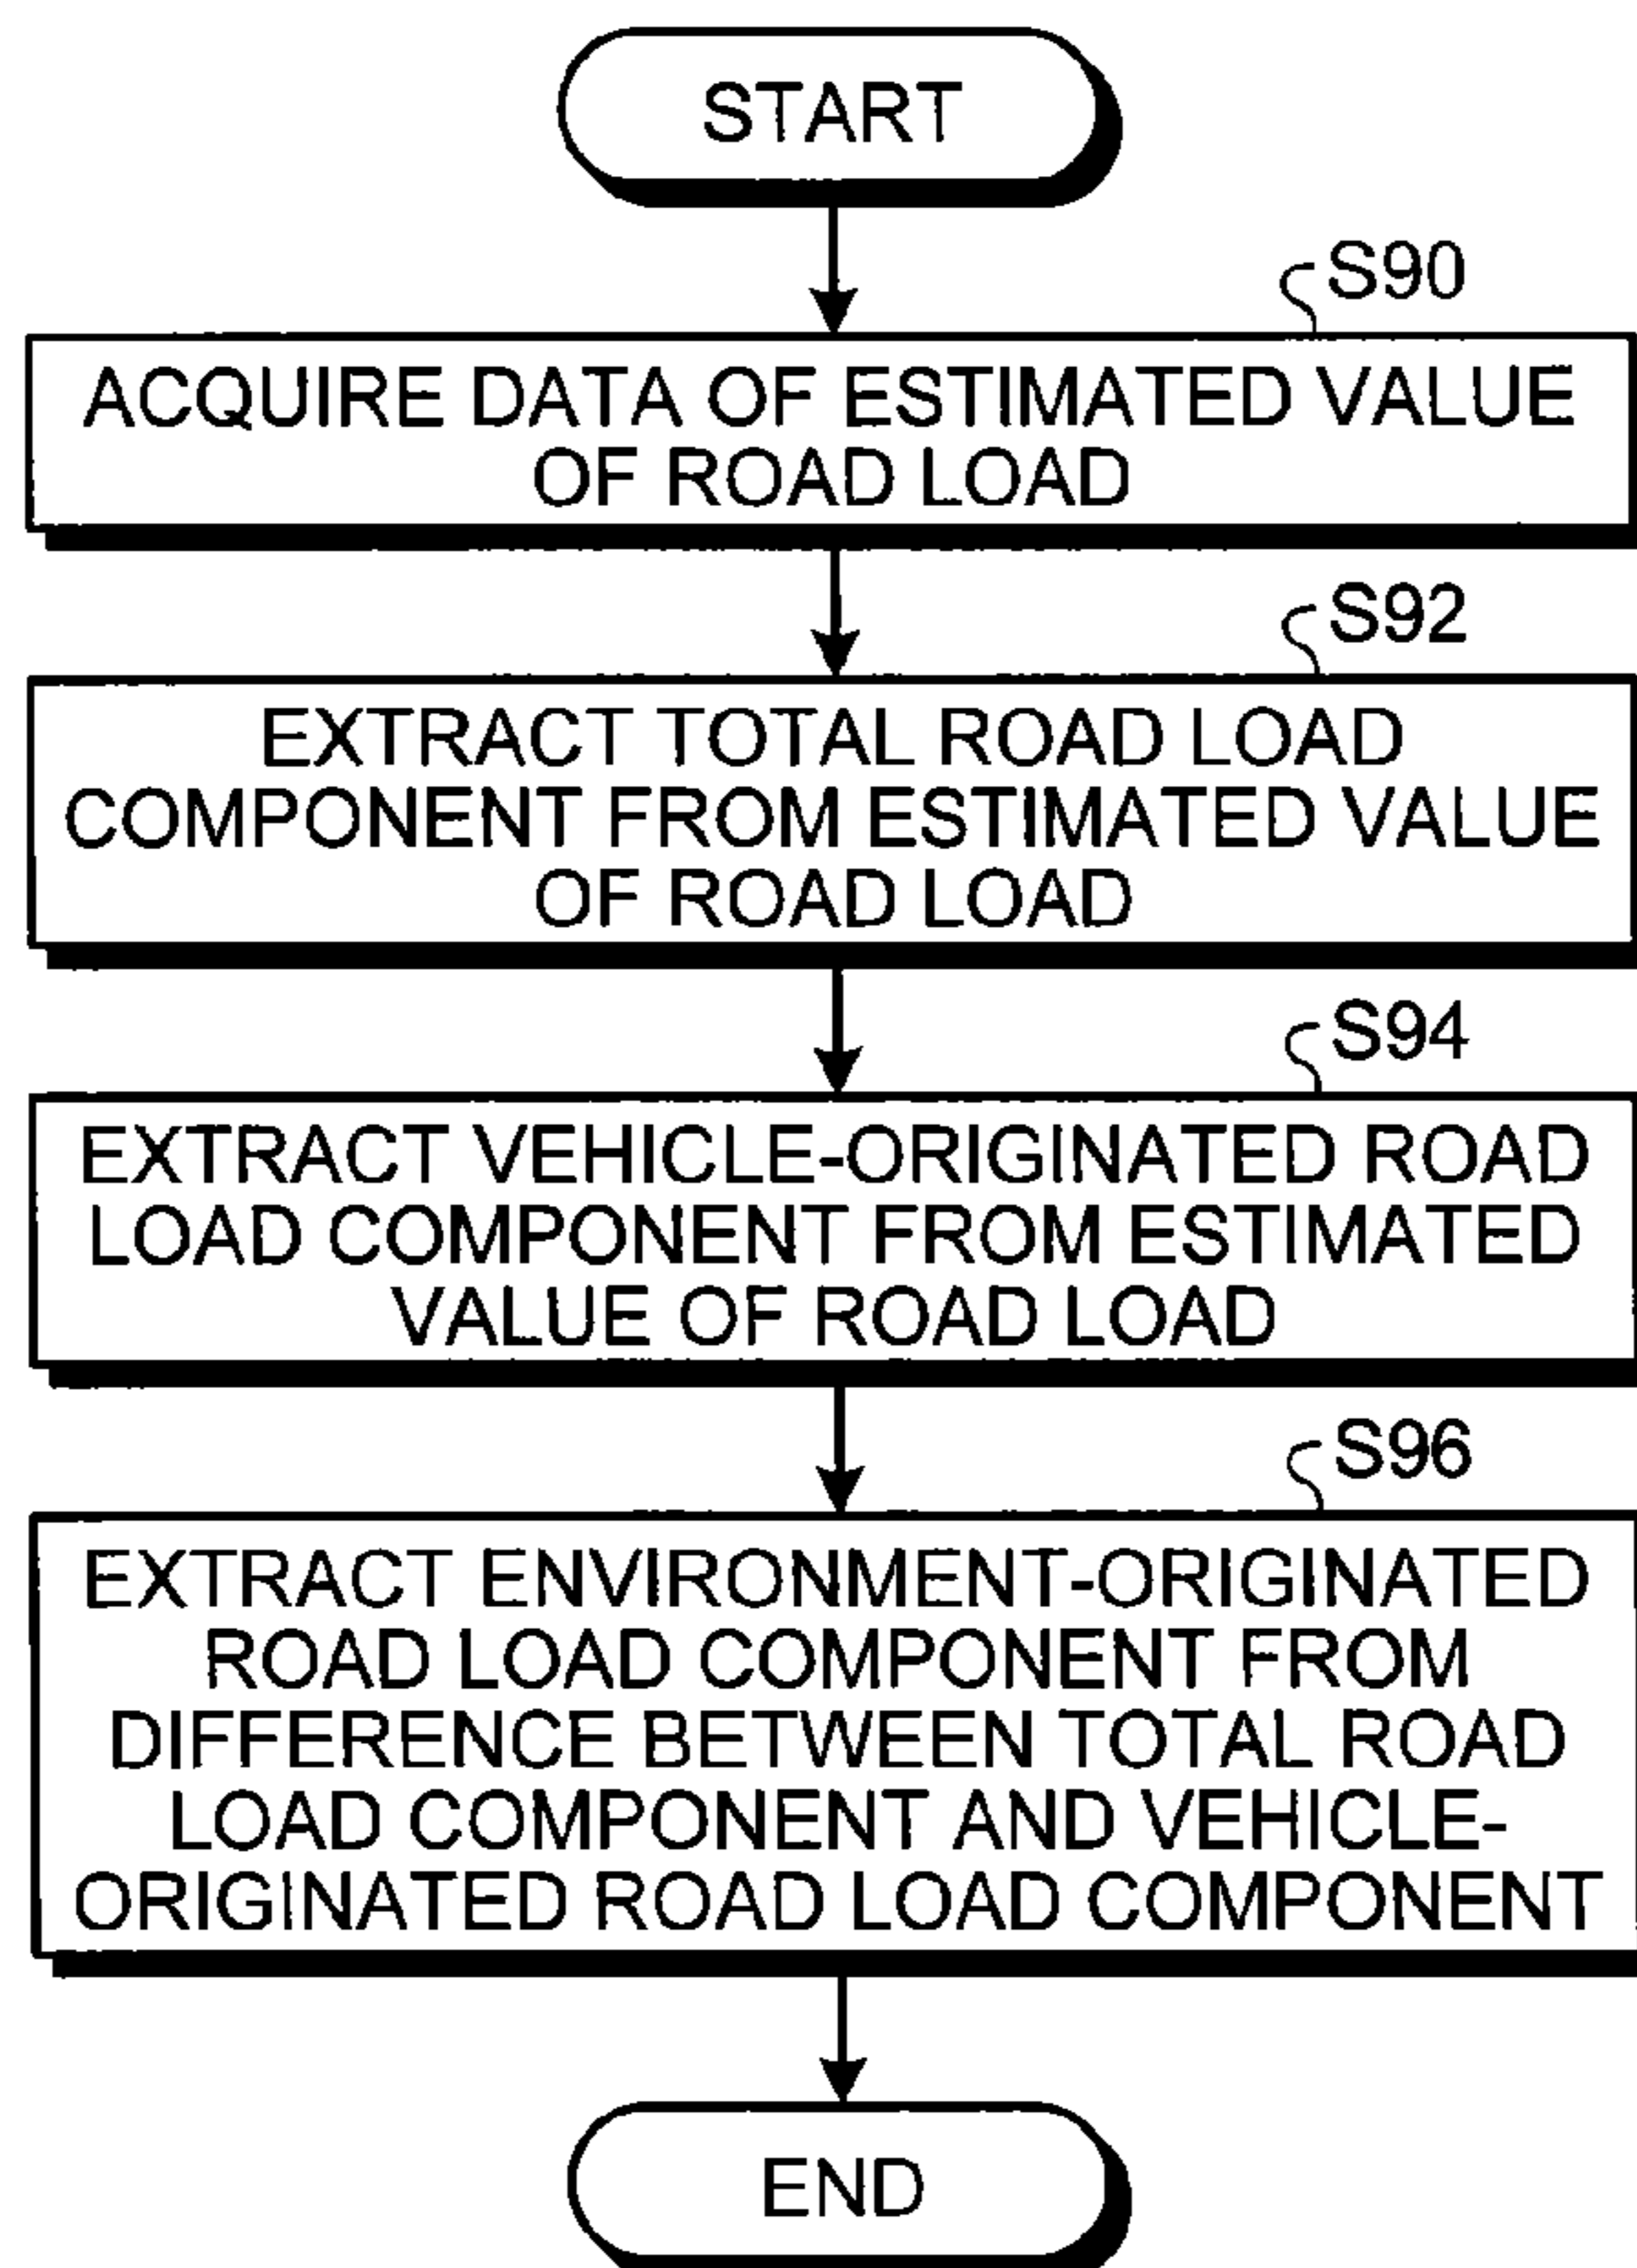 START
S90
ACQUIRE DATA OF ESTIMATED VALUE
OF ROAD LOAD
S92
EXTRACT TOTAL ROAD LOAD
COMPONENT FROM ESTIMATED VALUE
OF ROAD LOAD
S94
EXTRACT VEHICLE-ORIGINATED ROAD
LOAD COMPONENT FROM ESTIMATED
VALUE OF ROAD LOAD
S96
EXTRACT ENVIRONMENT-ORIGINATED
ROAD LOAD COMPONENT FROM
DIFFERENCE BETWEEN TOTAL ROAD
LOAD COMPONENT AND VEHICLE-
ORIGINATED ROAD LOAD COMPONENT
END